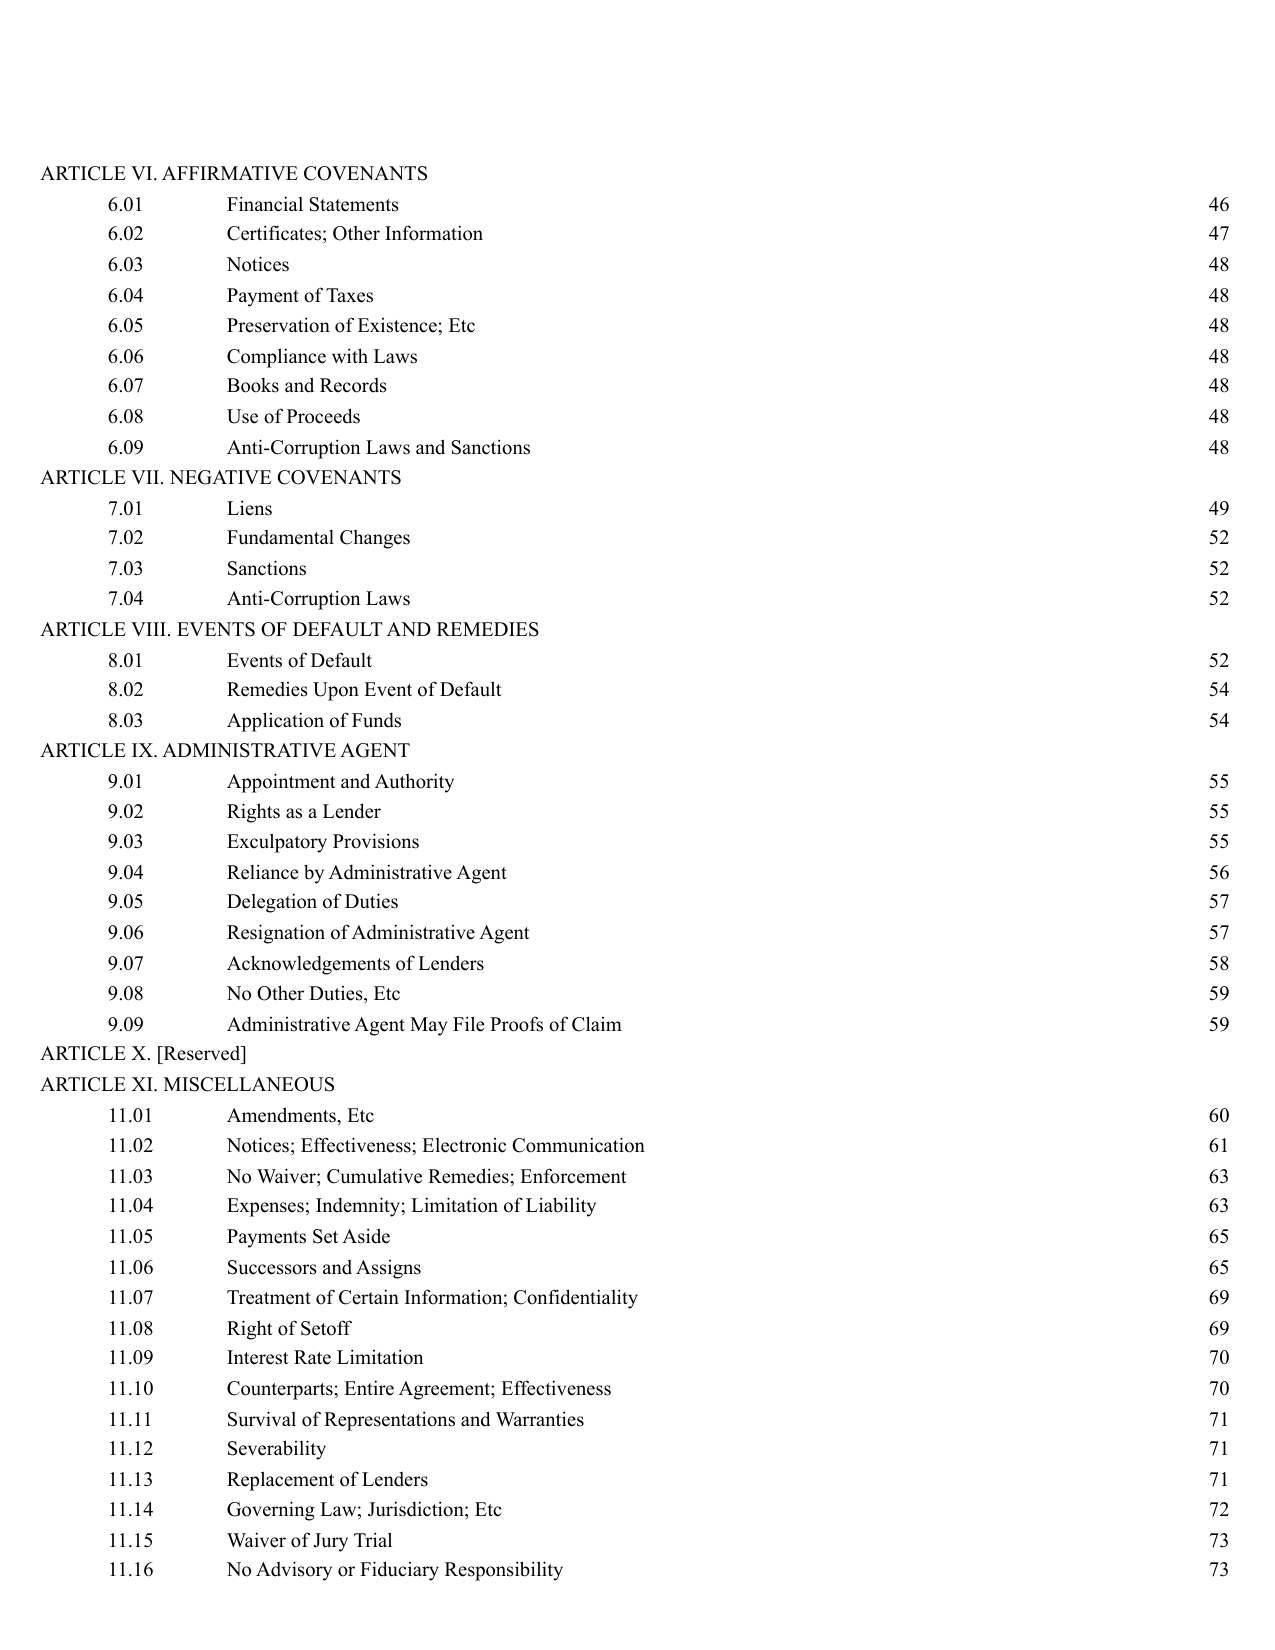 ARTICLE VI. AFFIRMATIVE COVENANTS
6.01 Financial Statements 46
6.02 Certificates; Other Information 47
6.03 Notices 48
6.04 Payment of Taxes 48
6.05 Preservation of Existence; Etc 48
6.06 Compliance with Laws 48
6.07 Books and Records 48
6.08 Use of Proceeds 48
6.09 Anti-Corruption Laws and Sanctions 48
ARTICLE VII. NEGATIVE COVENANTS
7.01 Liens 49
7.02 Fundamental Changes 52
7.03 Sanctions 52
7.04 Anti-Corruption Laws 52
ARTICLE VIII. EVENTS OF DEFAULT AND REMEDIES
8.01 Events of Default 52
8.02 Remedies Upon Event of Default 54
8.03 Application of Funds 54
ARTICLE IX. ADMINISTRATIVE AGENT
9.01 Appointment and Authority 55
9.02 Rights as a Lender 55
9.03 Exculpatory Provisions 55
9.04 Reliance by Administrative Agent 56
9.05 Delegation of Duties 57
9.06 Resignation of Administrative Agent 57
9.07 Acknowledgements of Lenders 58
9.08 No Other Duties, Etc 59
9.09 Administrative Agent May File Proofs of Claim 59
ARTICLE X. [Reserved]
ARTICLE XI. MISCELLANEOUS
11.01 Amendments, Etc 60
11.02 Notices; Effectiveness; Electronic Communication 61
11.03 No Waiver; Cumulative Remedies; Enforcement 63
11.04 Expenses; Indemnity; Limitation of Liability 63
11.05 Payments Set Aside 65
11.06 Successors and Assigns 65
11.07 Treatment of Certain Information; Confidentiality 69
11.08 Right of Setoff 69
11.09 Interest Rate Limitation 70
11.10 Counterparts; Entire Agreement; Effectiveness 70
11.11 Survival of Representations and Warranties 71
11.12 Severability 71
11.13 Replacement of Lenders 71
11.14 Governing Law; Jurisdiction; Etc 72
11.15 Waiver of Jury Trial 73
11.16 No Advisory or Fiduciary Responsibility 73